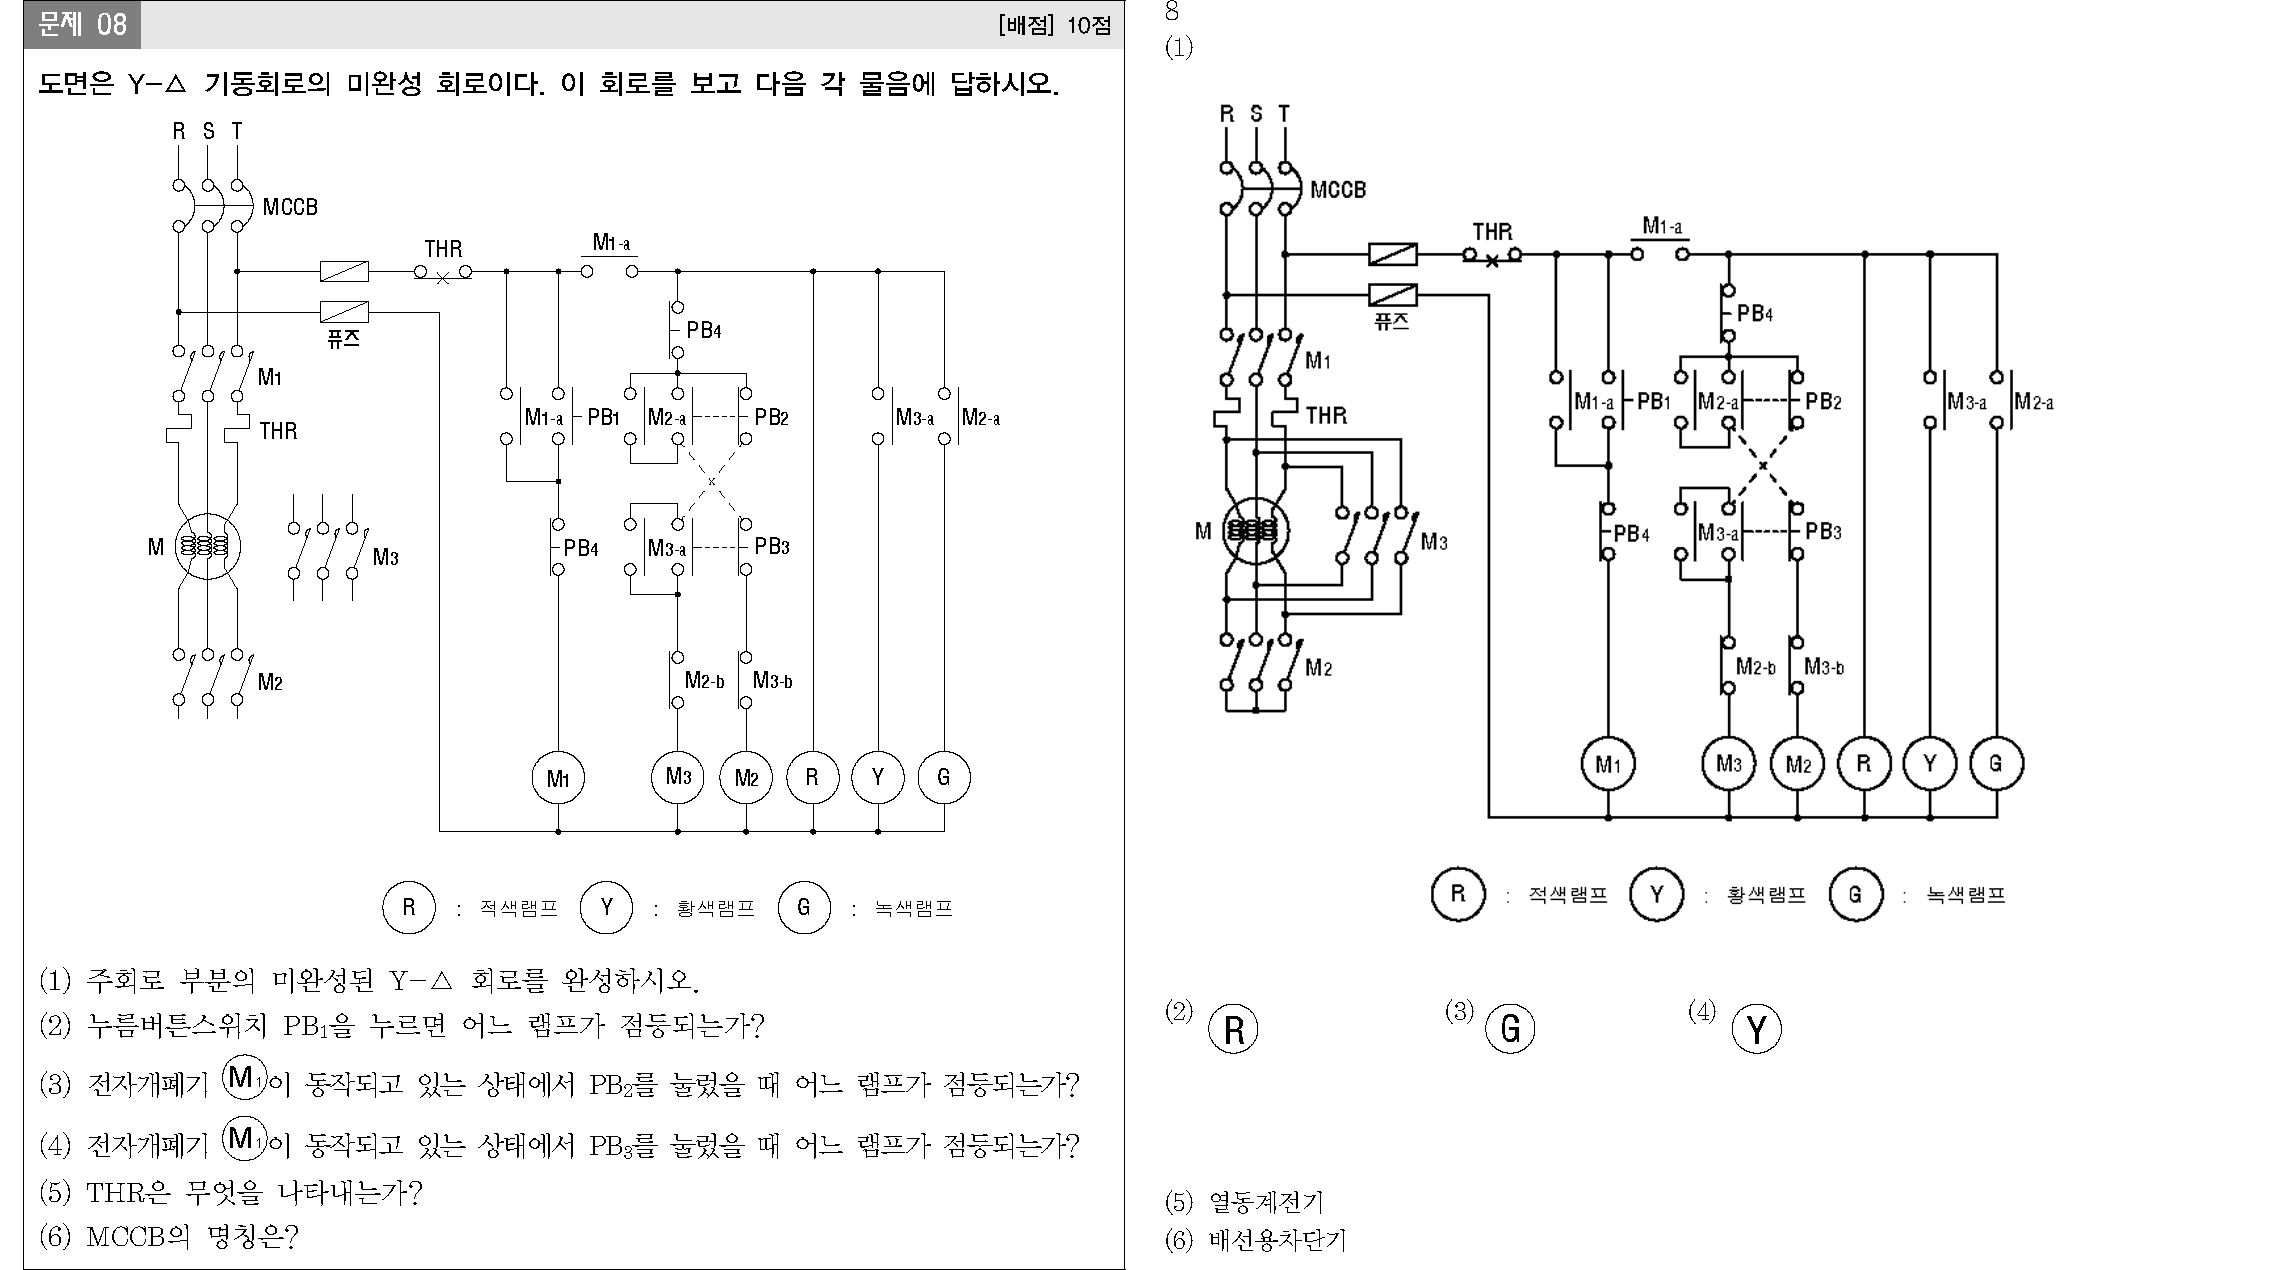 문제 08
[배점] 10점
도면은 Y-△ 기동회로의 미완성 회로이다. 이 회로를 보고 다음 각 물음에 답하시오.
R S T
MCCB
THR
M1-a
퓨즈
PB4
M1
M1-a
PB1
M2-a
PB2
M3-a
M2-a
THR
M
M3
PB4
M3-a
PB3
M2
M2-b
M3-b
M1
M3
M2
R
Y
G
R : 적색램프 Y : 황색램프 G : 녹색램프
(1) 주회로 부분의 미완성된 Y-△ 회로를 완성하시오.
(2) 누름버튼스위치 PB1을 누르면 어느 램프가 점등되는가?
(3) 전자개폐기 M1이 동작되고 있는 상태에서 PB2를 눌렀을 때 어느 램프가 점등되는가?
(4) 전자개폐기 M1이 동작되고 있는 상태에서 PB3를 눌렀을 때 어느 램프가 점등되는가?
(5) THR은 무엇을 나타내는가?
(6) MCCB의 명칭은?
8
(1)
R S T
MCCB
THR
M1-a
퓨즈
PB4
M1
M1-a
PB1
M2-a
PB2
M3-a
M2-a
THR
M
M3
PB4
M3-a
PB3
M2
M2-b
M3-b
M1
M3
M2
R
Y
G
R : 적색램프 Y : 황색램프 G : 녹색램프
(2) R (3) G (4) Y
(5) 열동계전기
(6) 배선용차단기